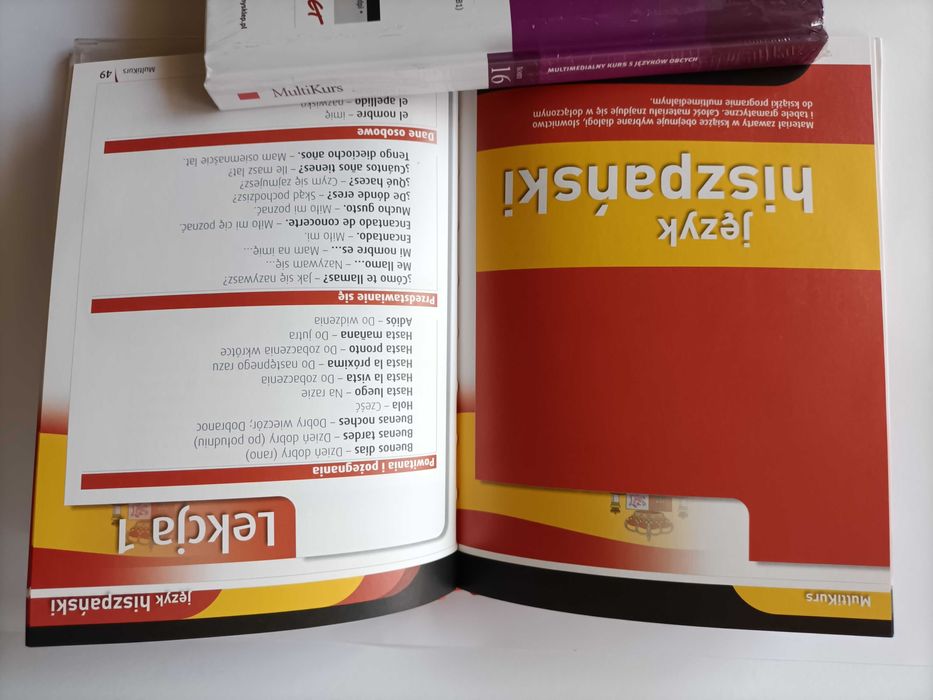 MultiKurs
język
hiszpański
Materiał zawarty w książce obejmuje wybrane dialogi, słownictwo
i tabele gramatyczne. Całość materiału znajduje się w dołączonym
do książki programie multimedialnym.
język hiszpański
Lekcja 1
Powitania i pożegnania
Buenos días – Dzień dobry (rano)
Buenas tardes – Dzień dobry (po południu)
Buenas noches – Dobry wieczór; Dobranoc
Hola – Cześć
Hasta luego – Na razie
Hasta la vista – Do zobaczenia
Hasta la próxima – Do następnego razu
Hasta pronto – Do zobaczenia wkrótce
Hasta mañana – Do jutra
Adiós – Do widzenia
Przedstawianie się
¿Cómo te llamas? – Jak się nazywasz?
Me llamo… – Nazywam się…
Mi nombre es… – Mam na imię…
Encantado. – Miło mi.
Encantado de concerte. – Miło mi cię poznać.
Mucho gusto. – Miło mi poznać.
¿De dónde eres? – Skąd pochodzisz?
¿Qué haces? – Czym się zajmujesz?
¿Cuántos años tienes? – Ile masz lat?
Tengo dieciocho años. – Mam osiemnaście lat.
Dane osobowe
el nombre – imię
el apellido – nazwisko
MultiKurs 49
MultiKurs
tom 16
MULTIMEDIALNY KURS 5 JĘZYKÓW OBCYCH
B1)